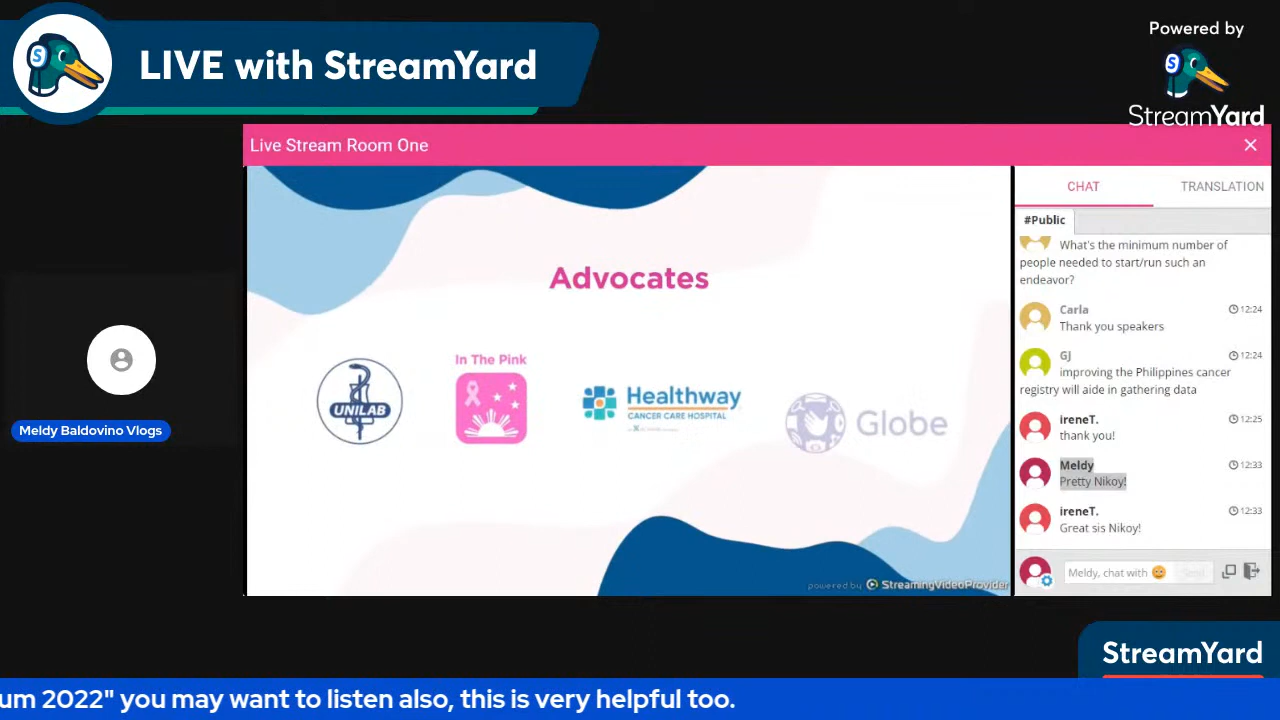 LIVE with StreamYard
Powered by
StreamYard
Live Stream Room One
Advocates
UNILAB
In The Pink
Healthway
CANCER CARE HOSPITAL
Globe
powered by StreamingVideoProvider
CHAT
TRANSLATION
#Public
What's the minimum number of
people needed to start/run such an
endeavor?
Carla
12:24
Thank you speakers
GJ
12:24
improving the Philippines cancer
registry will aide in gathering data
ireneT.
12:25
thank you!
Meldy
12:33
Pretty Nikoy!
ireneT.
12:33
Great sis Nikoy!
Meldy, chat with
Send
Meldy Baldovino Vlogs
StreamYard
um 2022" you may want to listen also, this is very helpful too.